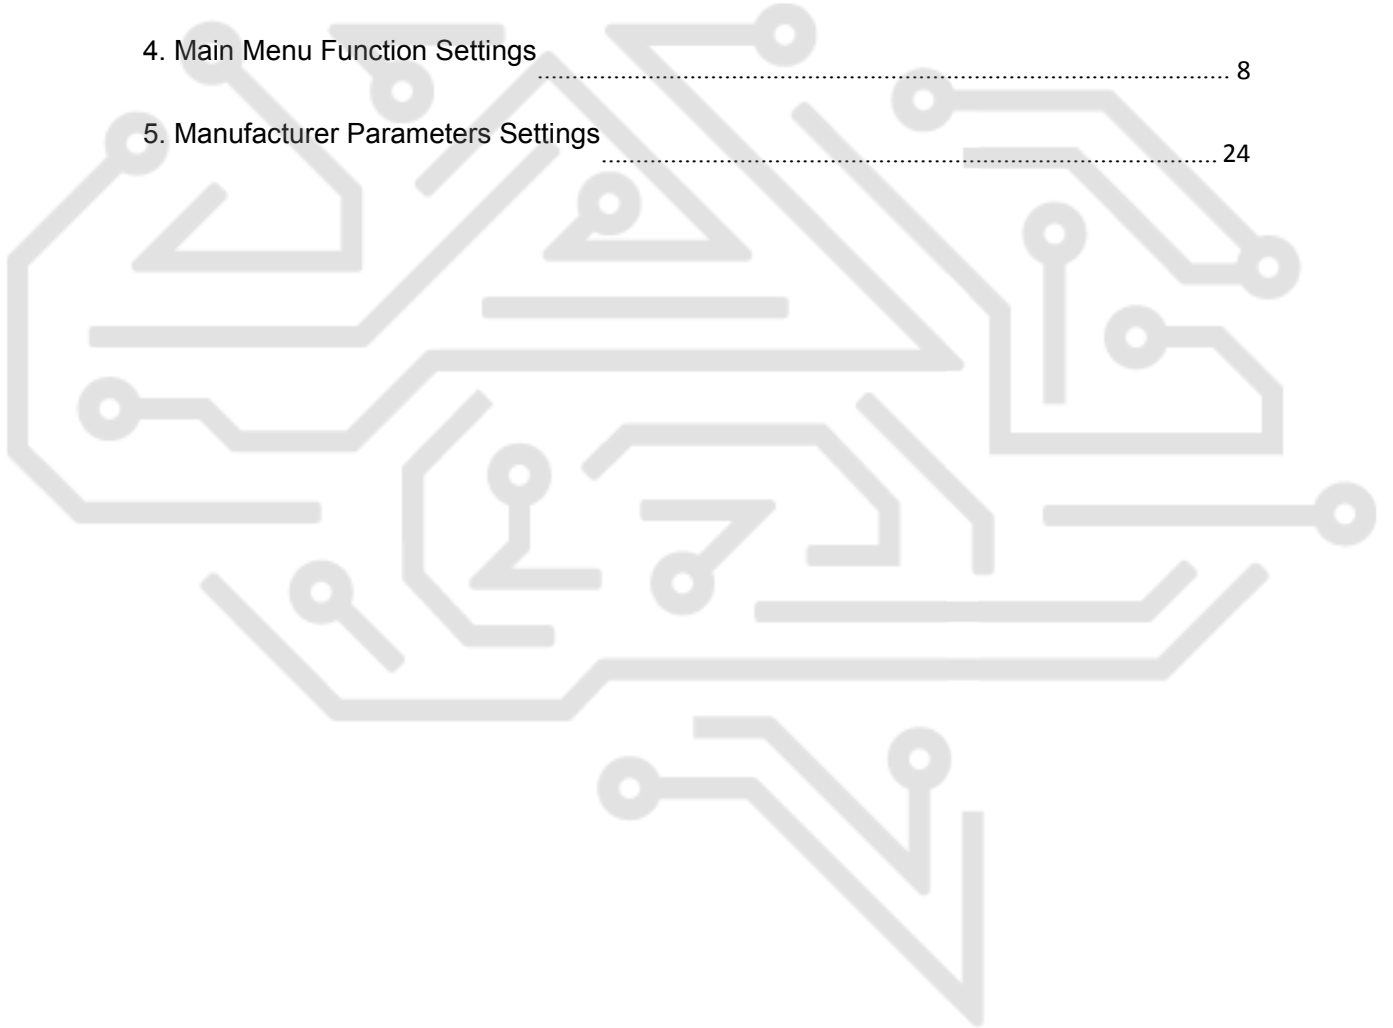 4. Main Menu Function Settings ........ 8
5. Manufacturer Parameters Settings ........ 24